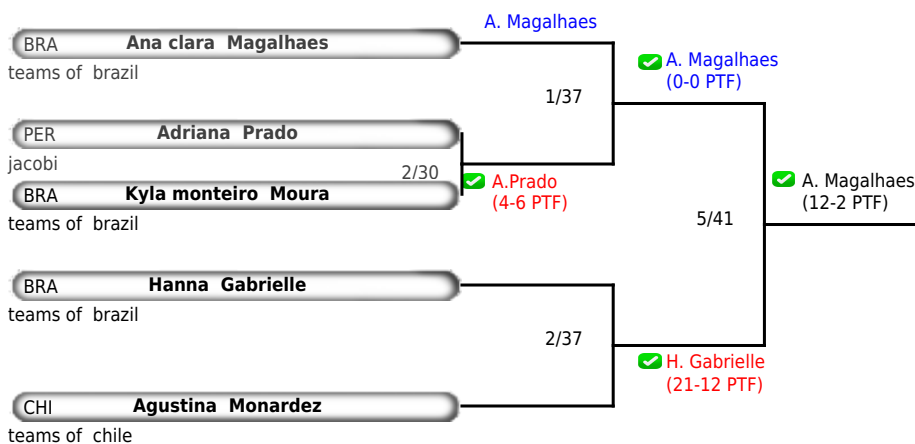 A. Magalhaes
BRA Ana clara Magalhaes
teams of brazil
A. Magalhaes
(0-0 PTF)
1/37
PER Adriana Prado
jacobi
2/30
A.Prado
(4-6 PTF)
BRA Kyla monteiro Moura
teams of brazil
A. Magalhaes
(12-2 PTF)
5/41
BRA Hanna Gabrielle
teams of brazil
2/37
H. Gabrielle
(21-12 PTF)
CHI Agustina Monardez
teams of chile